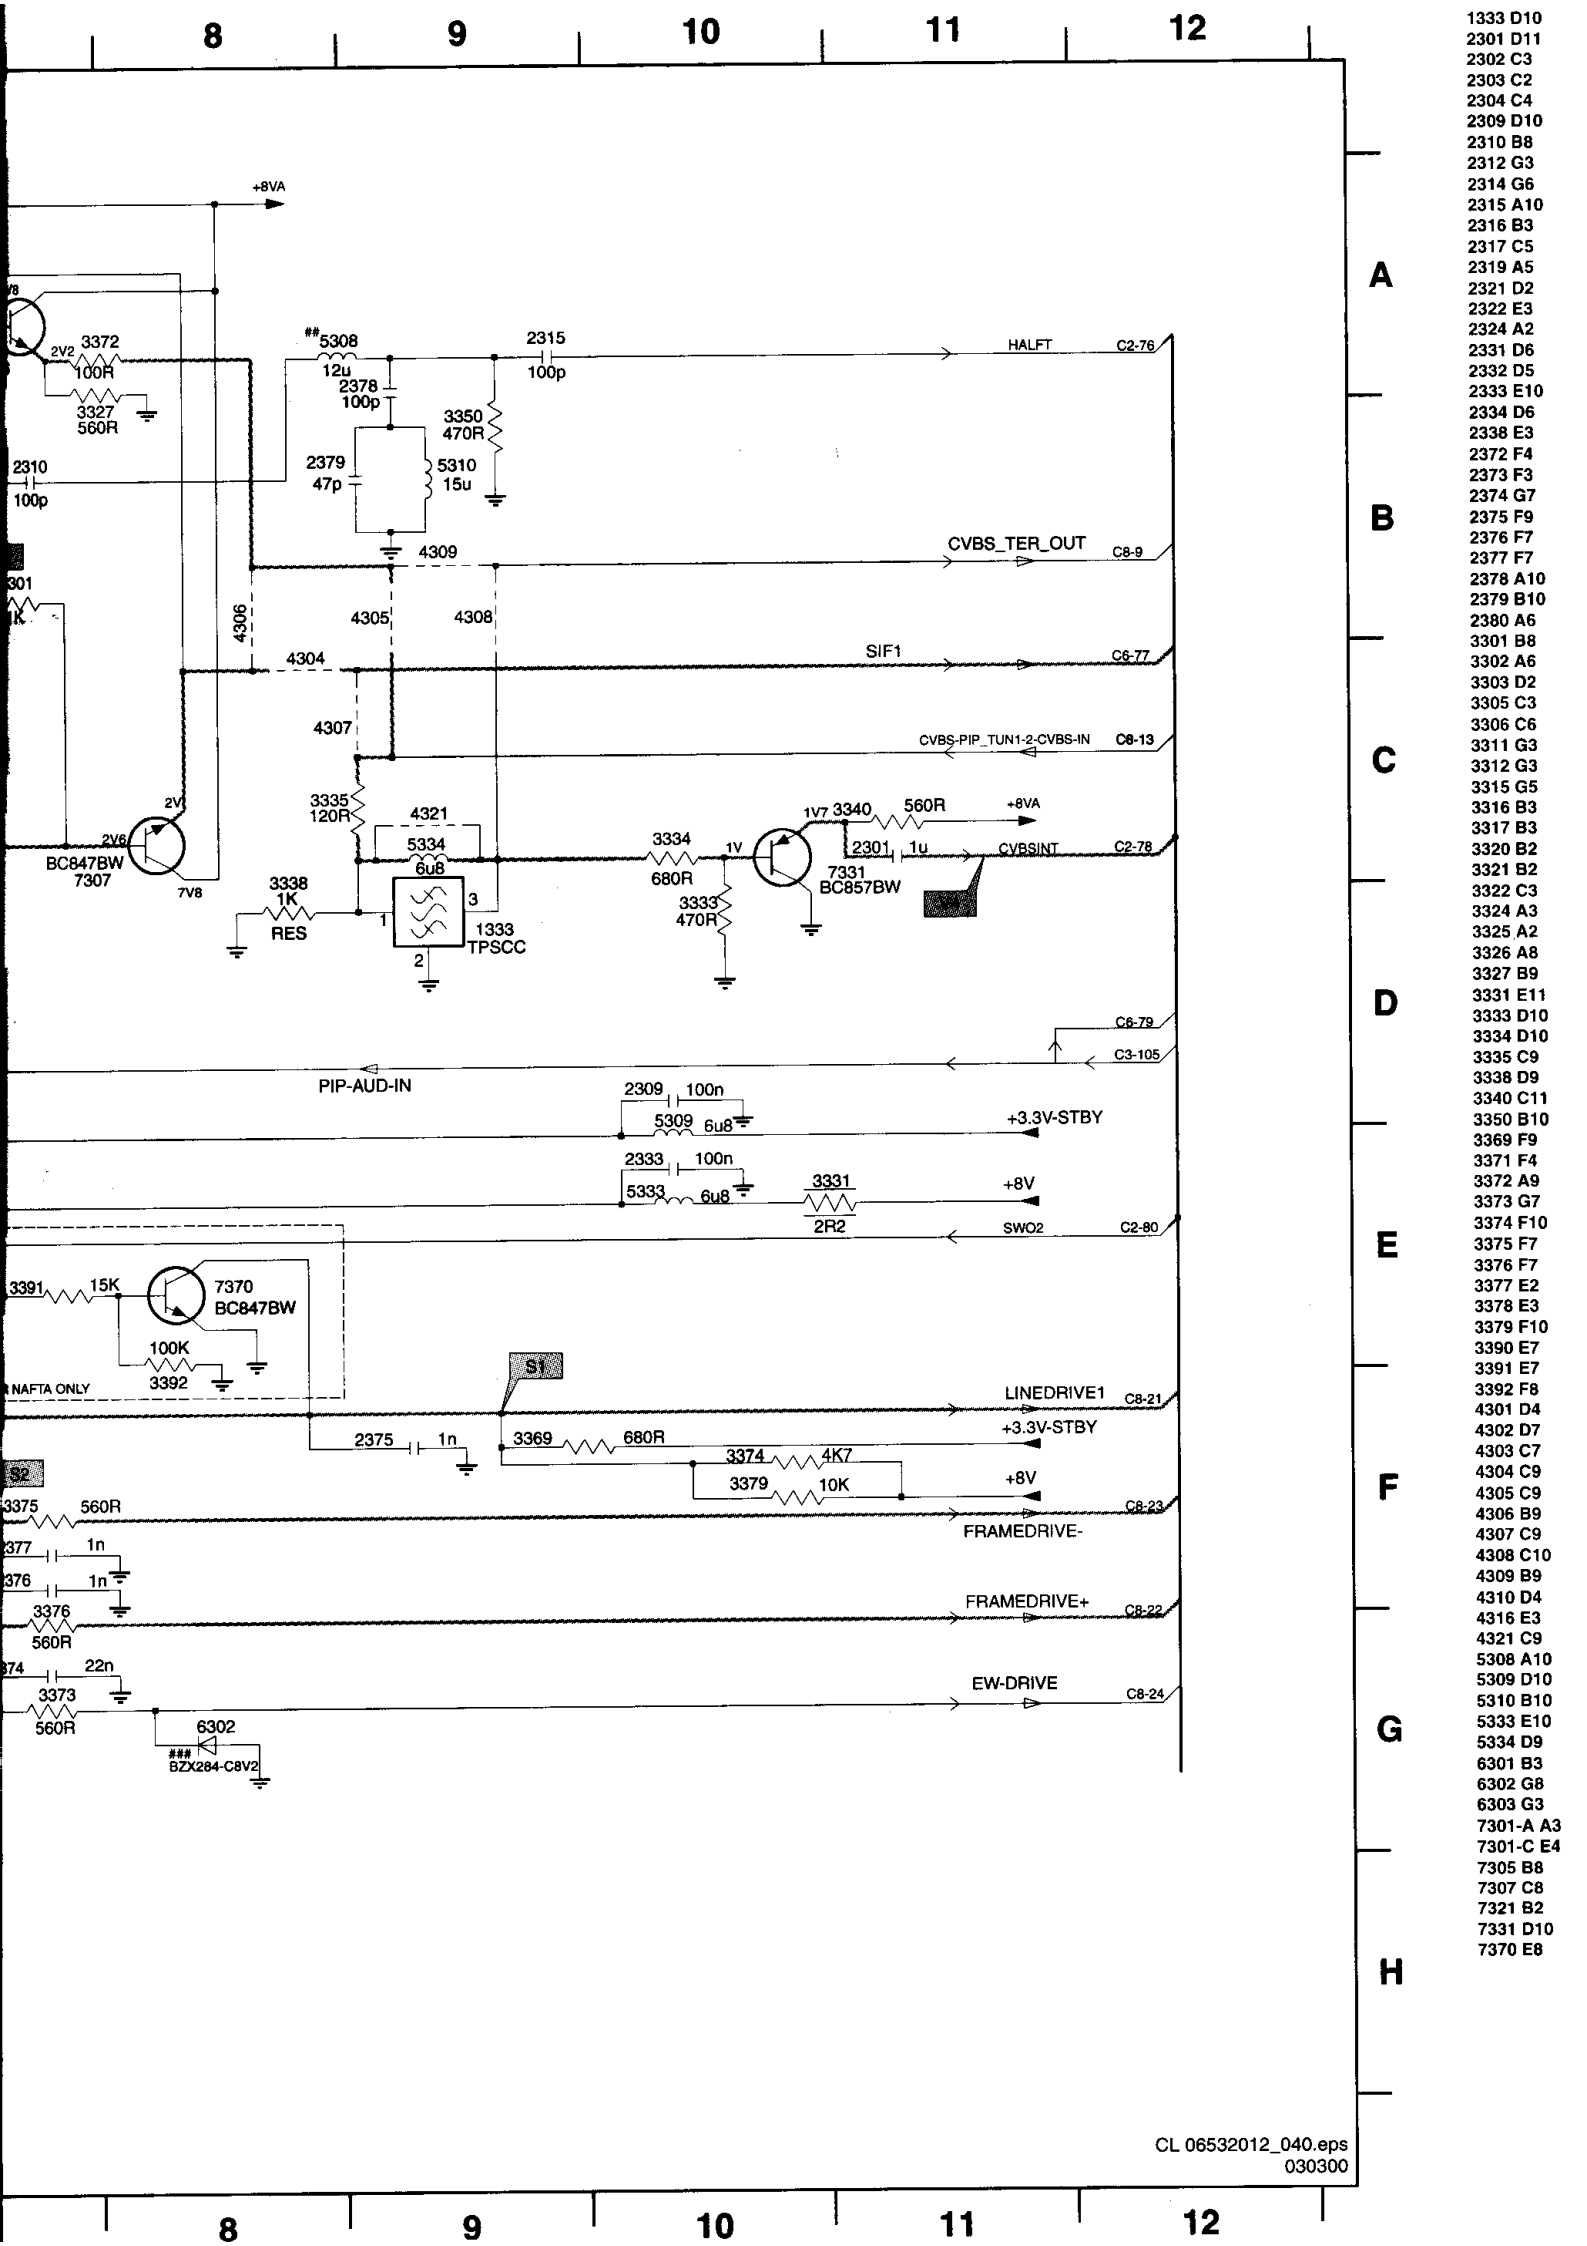 8 9 10 11 12
+8VA
A
V8
2V2
3372
100R
3327
560R
##
5308
12u
2378
100p
2315
100p
HALFT
C2-76
3350
470R
2379
47p
5310
15u
2310
100p
B
4309
CVBS_TER_OUT
C8-9
301
1K
4306
4305
4308
4304
SIF1
C6-77
4307
CVBS-PIP_TUN1-2-CVBS-IN
C8-13
C
3335
120R
4321
5334
6u8
2V
2V6
BC847BW
7307
7V8
3334
680R
1V
1V7
3340
560R
+8VA
2301
1u
CVBSINT
C2-78
7331
BC857BW
3338
1K
RES
1
3
2
1333
TPSCC
3333
470R
D
C6-79
C3-105
PIP-AUD-IN
2309
100n
5309
6u8
+3.3V-STBY
2333
100n
5333
6u8
3331
2R2
+8V
SWO2
C2-80
E
3391
15K
7370
BC847BW
100K
3392
NAFTA ONLY
S1
LINEDRIVE1
C8-21
2375
1n
3369
680R
+3.3V-STBY
3374
4K7
3379
10K
+8V
F
S2
3375
560R
C8-23
FRAMEDRIVE-
377
1n
376
1n
3376
560R
FRAMEDRIVE+
C8-22
374
22n
3373
560R
EW-DRIVE
C8-24
G
6302
###
BZX284-C8V2
H
CL 06532012_040.eps
030300
8 9 10 11 12
1333 D10
2301 D11
2302 C3
2303 C2
2304 C4
2309 D10
2310 B8
2312 G3
2314 G6
2315 A10
2316 B3
2317 C5
2319 A5
2321 D2
2322 E3
2324 A2
2331 D6
2332 D5
2333 E10
2334 D6
2338 E3
2372 F4
2373 F3
2374 G7
2375 F9
2376 F7
2377 F7
2378 A10
2379 B10
2380 A6
3301 B8
3302 A6
3303 D2
3305 C3
3306 C6
3311 G3
3312 G3
3315 G5
3316 B3
3317 B3
3320 B2
3321 B2
3322 C3
3324 A3
3325 A2
3326 A8
3327 B9
3331 E11
3333 D10
3334 D10
3335 C9
3338 D9
3340 C11
3350 B10
3369 F9
3371 F4
3372 A9
3373 G7
3374 F10
3375 F7
3376 F7
3377 E2
3378 E3
3379 F10
3390 E7
3391 E7
3392 F8
4301 D4
4302 D7
4303 C7
4304 C9
4305 C9
4306 B9
4307 C9
4308 C10
4309 B9
4310 D4
4316 E3
4321 C9
5308 A10
5309 D10
5310 B10
5333 E10
5334 D9
6301 B3
6302 G8
6303 G3
7301-A A3
7301-C E4
7305 B8
7307 C8
7321 B2
7331 D10
7370 E8